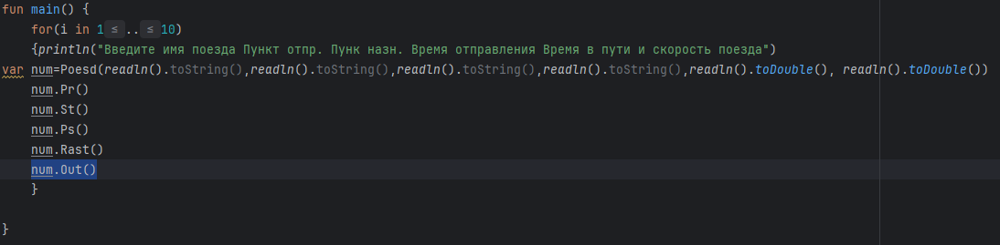 fun main() {
for(i in 1 ≤ .. ≤ 10)
{println("Введите имя поезда Пункт отпр. Пунк назн. Время отправления Время в пути и скорость поезда")
var num=Poesd(readln().toString(),readln().toString(),readln().toString(),readln().toString(),readln().toDouble(), readln().toDouble())
num.Pr()
num.St()
num.Ps()
num.Rast()
num.Out()
}
}